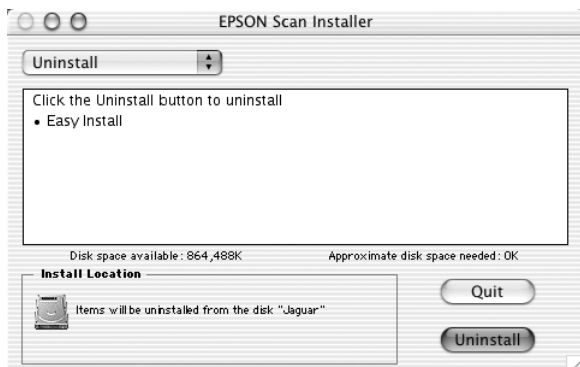 EPSON Scan Installer
Uninstall
Click the Uninstall button to uninstall
• Easy Install
Disk space available: 864,488K Approximate disk space needed: 0K
Install Location
Items will be uninstalled from the disk "Jaguar"
Quit
Uninstall